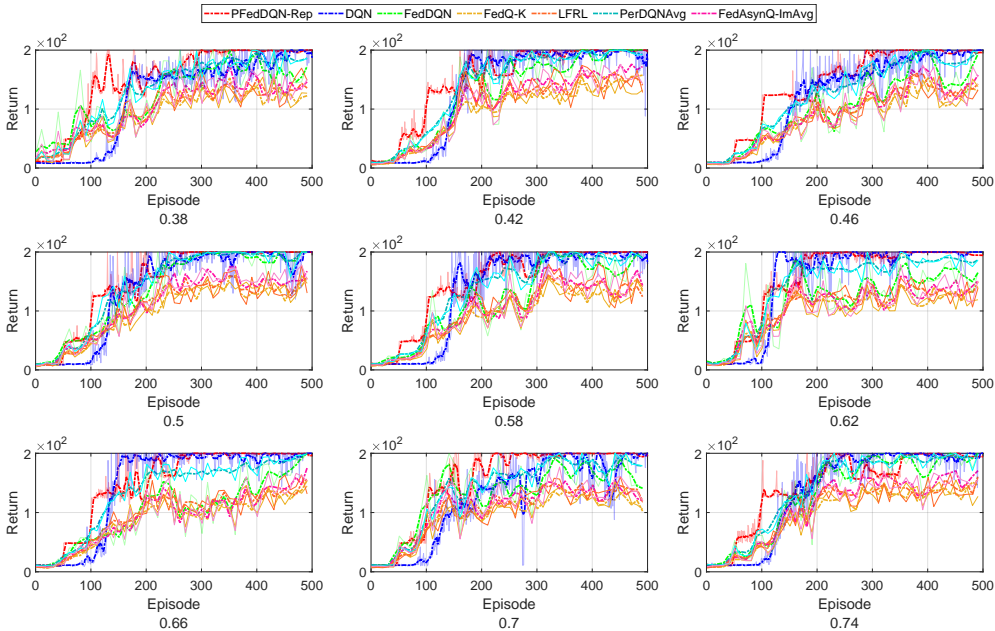 PFedDQN-Rep DQN FedDQN FedQ-K LFRL PerDQNAvg FedAsynQ-ImAvg
×10² ×10² ×10²
2 2 2
Return Return Return
1 1 1
0 0 0
0 100 200 300 400 500 0 100 200 300 400 500 0 100 200 300 400 500
Episode Episode Episode
0.38 0.42 0.46
×10² ×10² ×10²
2 2 2
Return Return Return
1 1 1
0 0 0
0 100 200 300 400 500 0 100 200 300 400 500 0 100 200 300 400 500
Episode Episode Episode
0.5 0.58 0.62
×10² ×10² ×10²
2 2 2
Return Return Return
1 1 1
0 0 0
0 100 200 300 400 500 0 100 200 300 400 500 0 100 200 300 400 500
Episode Episode Episode
0.66 0.7 0.74